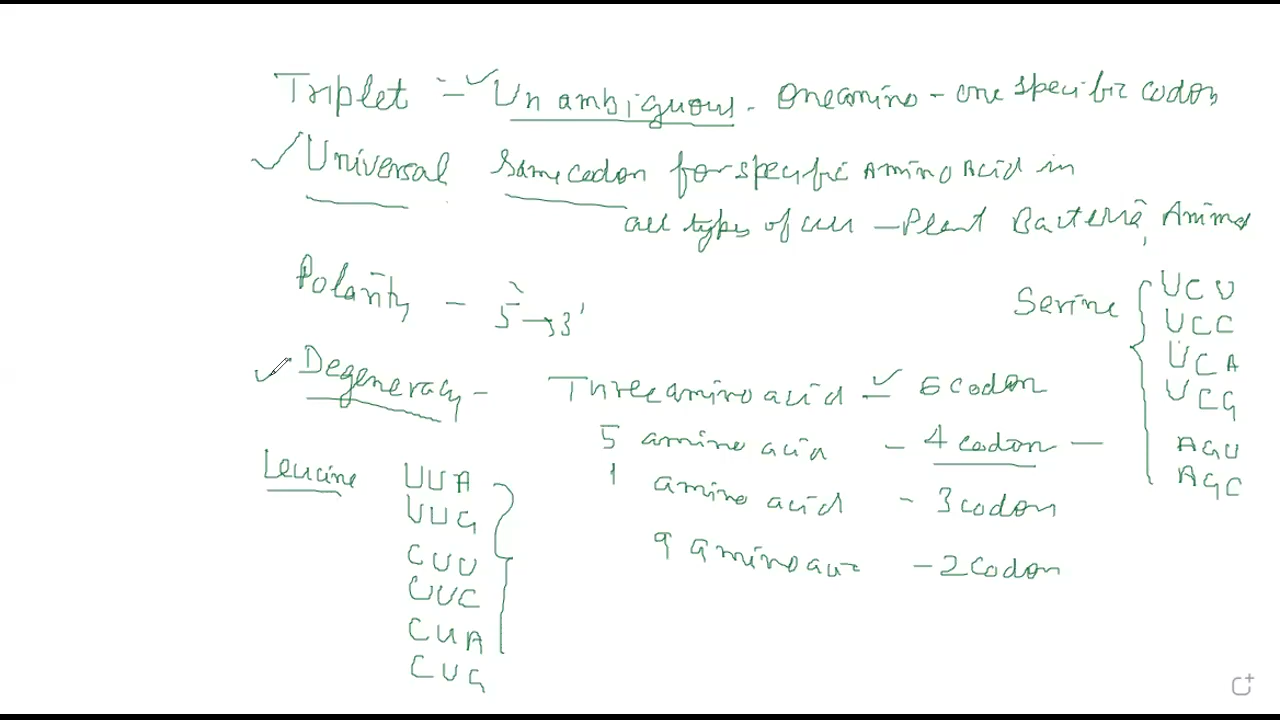 Triplet = ✓ Unambiguous - One amino - one specific codon
✓ Universal Same codon for specific Amino Acid in
all types of cell - Plant Bacteria, Animal
Polarity - 5' → 3'
Serine { UCU
UCC
UCA
UCG
AGU
AGC
✓ Degeneracy - Three amino acid ✓ - 6 codon
5 amino acid - 4 codon -
1 amino acid - 3 codon
9 amino aci - 2 codon
Leucine UUA
UUG
CUU
CUC
CUA
CUG